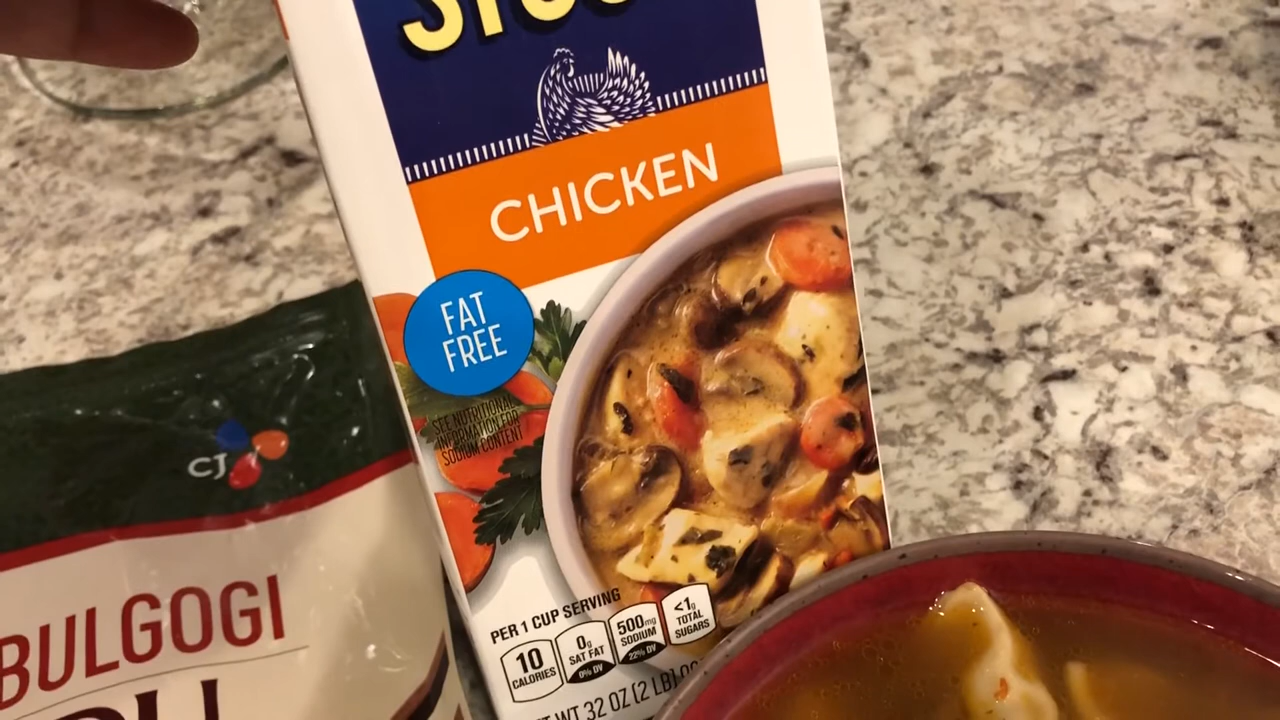 CHICKEN
FAT
FREE
SEE NUTRITIONAL
INFORMATION FOR
SODIUM CONTENT
CJ
BULGOGI
PER 1 CUP SERVING
10
CALORIES
0g
SAT FAT
0% DV
500mg
SODIUM
22% DV
<1g
TOTAL
SUGARS
WT 32 OZ (2 LB)